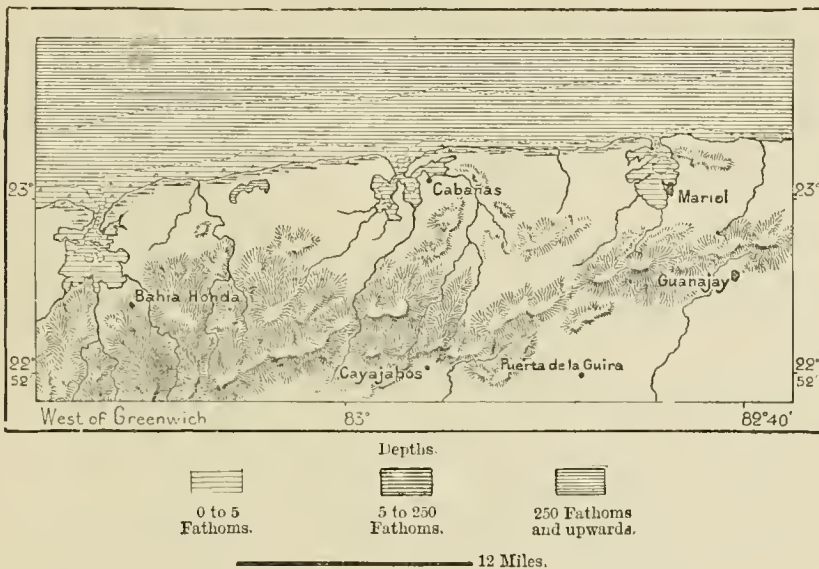 23°
Cabañas
Mariel
23°
Bahia Honda
Guanajay
22°
52'
Cayajabos
Puerta de la Guira
22°
52'
West of Greenwich
83°
82°40'
Depths.
0 to 5
Fathoms.
5 to 250
Fathoms.
250 Fathoms
and upwards.
12 Miles.